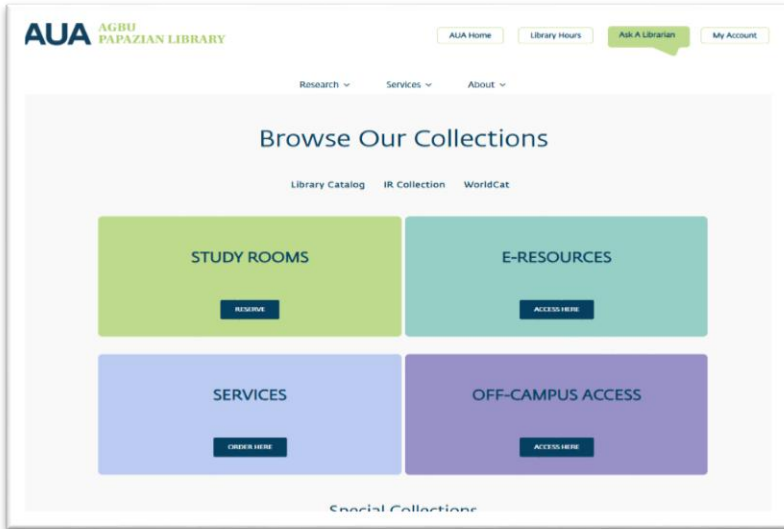 AUA AGBU
PAPAZIAN LIBRARY
AUA Home Library Hours Ask A Librarian My Account
Research Services About
Browse Our Collections
Library Catalog IR Collection WorldCat
STUDY ROOMS
RESERVE
E-RESOURCES
ACCESS HERE
SERVICES
ORDER HERE
OFF-CAMPUS ACCESS
ACCESS HERE
Special Collections